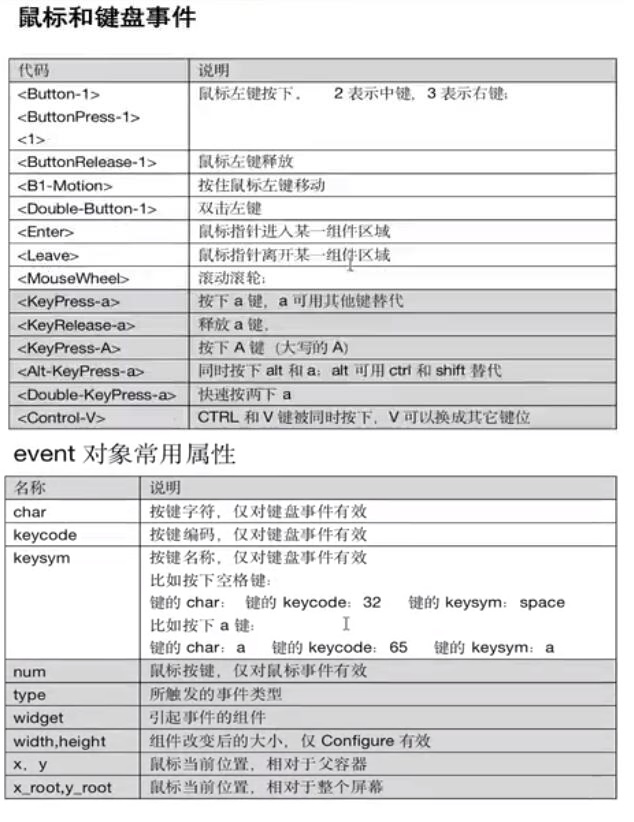 鼠标和键盘事件
代码 说明
<Button-1> 鼠标左键按下． 2 表示中键，3 表示右键；
<ButtonPress-1>
<1>
<ButtonRelease-1> 鼠标左键释放
<B1-Motion> 按住鼠标左键移动
<Double-Button-1> 双击左键
<Enter> 鼠标指针进入某一组件区域
<Leave> 鼠标指针离开某一组件区域
<MouseWheel> 滚动滚轮；
<KeyPress-a> 按下 a 键，a 可用其他键替代
<KeyRelease-a> 释放 a 键．
<KeyPress-A> 按下 A 键（大写的 A）
<Alt-KeyPress-a> 同时按下 alt 和 a；alt 可用 ctrl 和 shift 替代
<Double-KeyPress-a> 快速按两下 a
<Control-V> CTRL 和 V 键被同时按下，V 可以换成其它键位
event 对象常用属性
名称 说明
char 按键字符，仅对键盘事件有效
keycode 按键编码，仅对键盘事件有效
keysym 按键名称，仅对键盘事件有效
比如按下空格键：
键的 char： 键的 keycode：32 键的 keysym：space
比如按下 a 键：
键的 char：a 键的 keycode：65 键的 keysym：a
num 鼠标按键，仅对鼠标事件有效
type 所触发的事件类型
widget 引起事件的组件
width,height 组件改变后的大小，仅 Configure 有效
x，y 鼠标当前位置，相对于父容器
x_root,y_root 鼠标当前位置，相对于整个屏幕